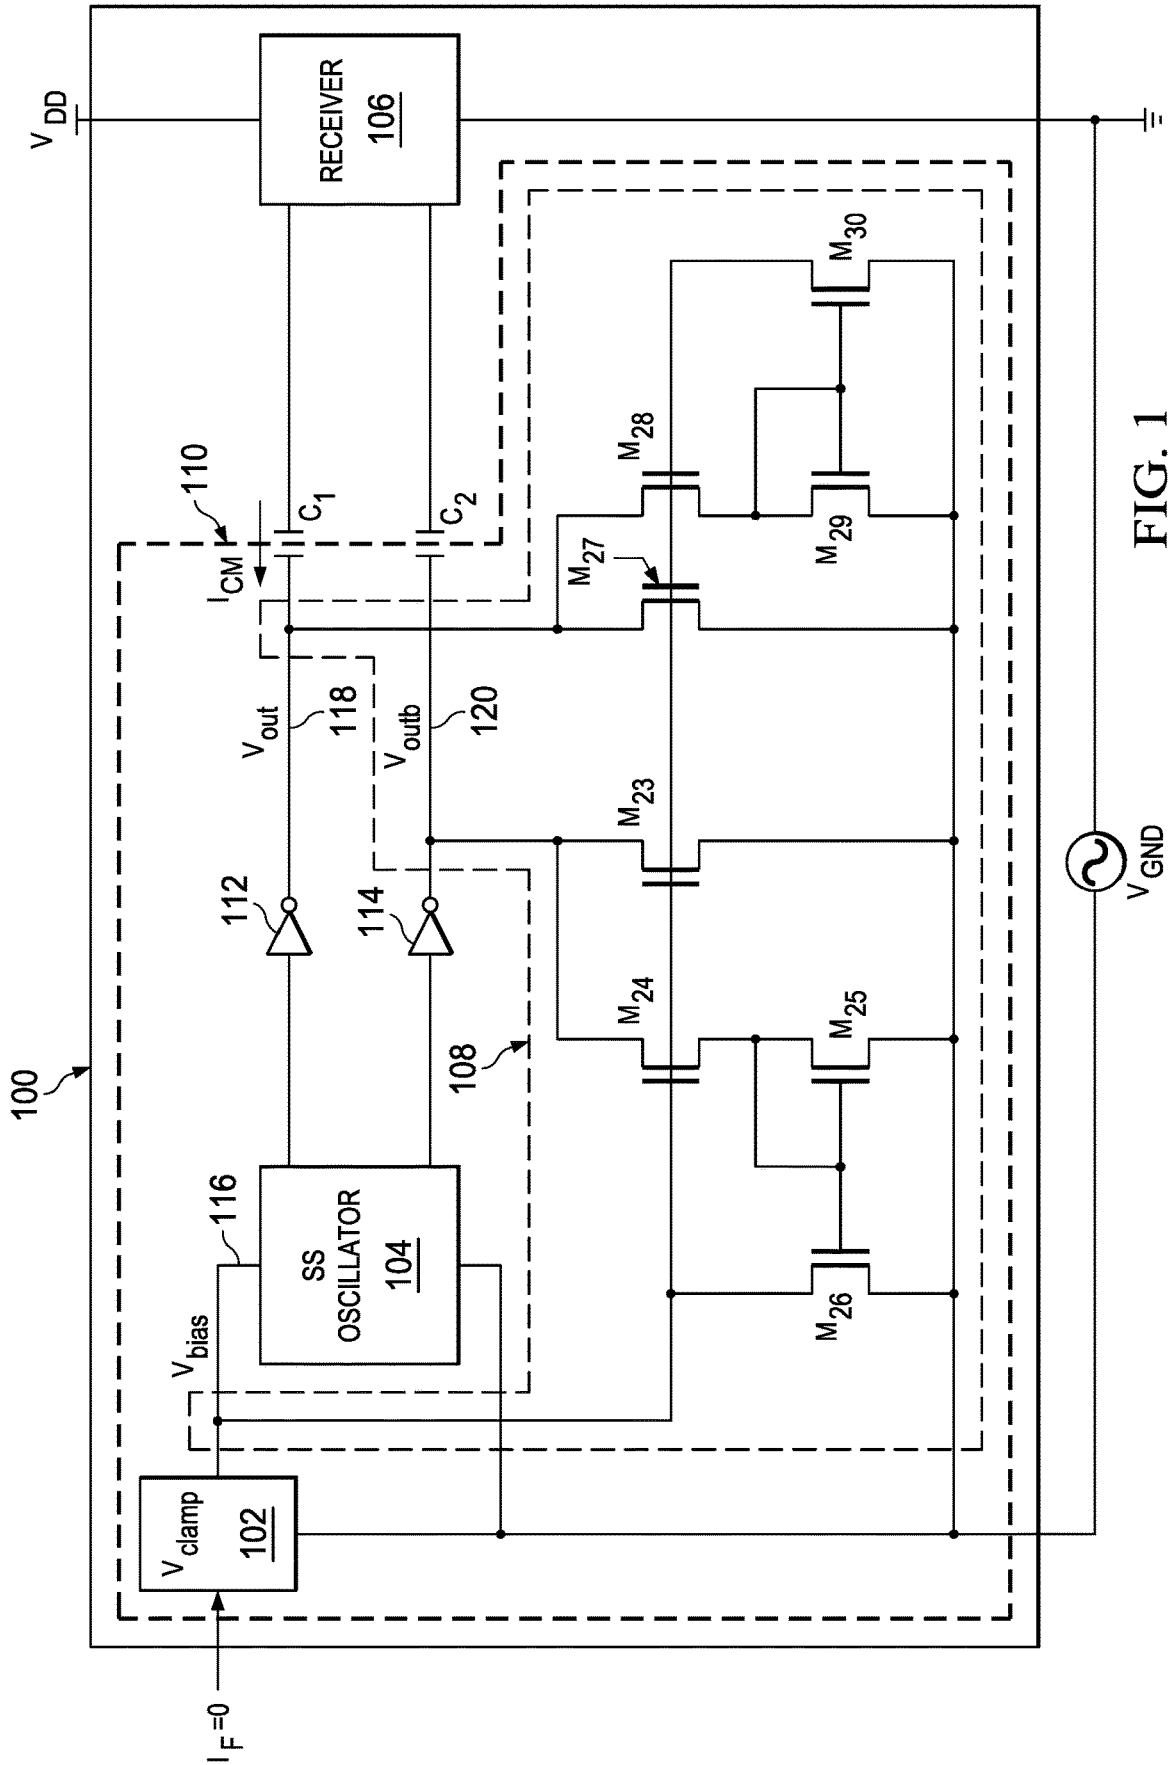 100
V_DD
110
I_CM
C_1
C_2
RECEIVER
106
I_F=0
V_clamp
102
V_bias
116
SS
OSCILLATOR
104
112
114
V_out
118
V_outb
120
108
M_24
M_23
M_27
M_28
M_26
M_25
M_29
M_30
V_GND
FIG. 1